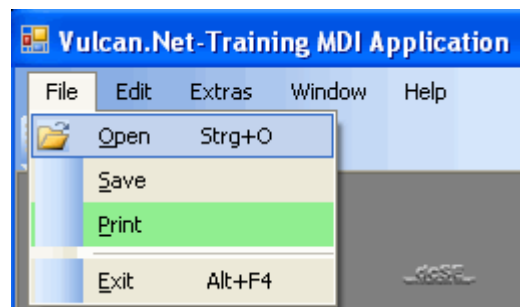 Vulcan.Net-Training MDI Application
File Edit Extras Window Help
Open Strg+O
Save
Print
Exit Alt+F4